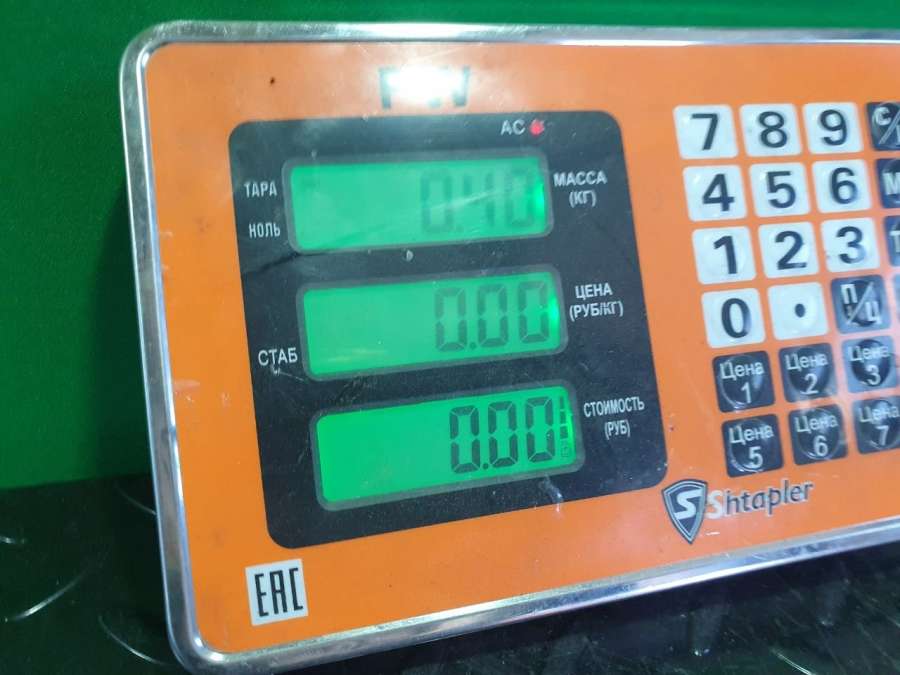 AC
ТАРА
НОЛЬ
0.40
МАССА
(КГ)
0.00
ЦЕНА
(РУБ/КГ)
СТАБ
0.00
СТОИМОСТЬ
(РУБ)
7 8 9
4 5 6
1 2 3
0 · П/Ц
Цена 1 Цена 2 Цена 3
Цена 5 Цена 6 Цена 7
S Shtapler
EAC